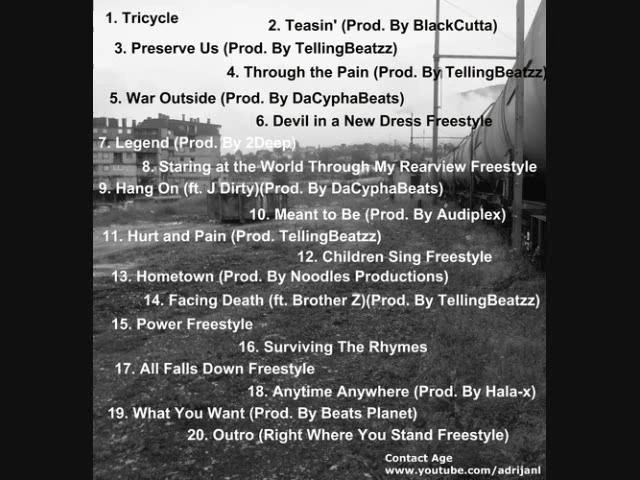 1. Tricycle
2. Teasin' (Prod. By BlackCutta)
3. Preserve Us (Prod. By TellingBeatzz)
4. Through the Pain (Prod. By TellingBeatzz)
5. War Outside (Prod. By DaCyphaBeats)
6. Devil in a New Dress Freestyle
7. Legend (Prod. By 2Deep)
8. Staring at the World Through My Rearview Freestyle
9. Hang On (ft. J Dirty)(Prod. By DaCyphaBeats)
10. Meant to Be (Prod. By Audiplex)
11. Hurt and Pain (Prod. TellingBeatzz)
12. Children Sing Freestyle
13. Hometown (Prod. By Noodles Productions)
14. Facing Death (ft. Brother Z)(Prod. By TellingBeatzz)
15. Power Freestyle
16. Surviving The Rhymes
17. All Falls Down Freestyle
18. Anytime Anywhere (Prod. By Hala-x)
19. What You Want (Prod. By Beats Planet)
20. Outro (Right Where You Stand Freestyle)
Contact Age
www.youtube.com/adrijanl